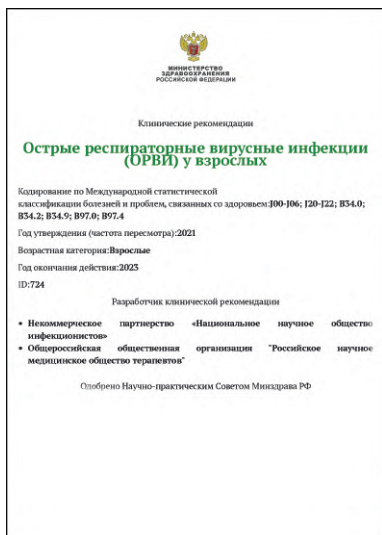 МИНИСТЕРСТВО
ЗДРАВООХРАНЕНИЯ
РОССИЙСКОЙ ФЕДЕРАЦИИ
Клинические рекомендации
Острые респираторные вирусные инфекции
(ОРВИ) у взрослых
Кодирование по Международной статистической
классификации болезней и проблем, связанных со здоровьем:J00-J06; J20-J22; B34.0;
B34.2; B34.9; B97.0; B97.4
Год утверждения (частота пересмотра):2021
Возрастная категория:Взрослые
Год окончания действия:2023
ID:724
Разработчик клинической рекомендации
• Некоммерческое партнерство «Национальное научное общество
инфекционистов»
• Общероссийская общественная организация "Российское научное
медицинское общество терапевтов"
Одобрено Научно-практическим Советом Минздрава РФ